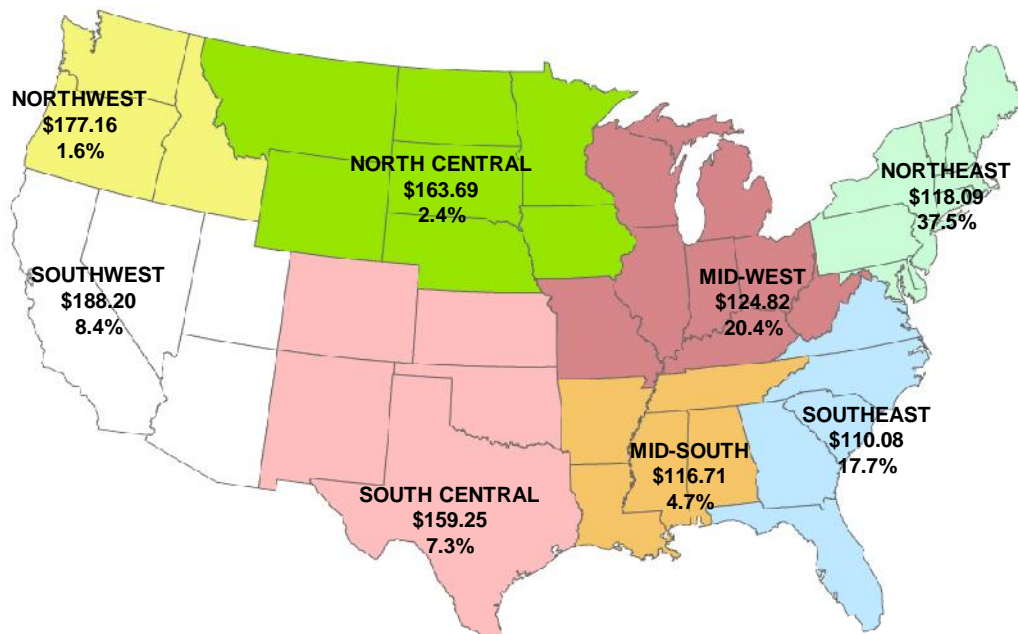 NORTHWEST
$177.16
1.6%
NORTH CENTRAL
$163.69
2.4%
NORTHEAST
$118.09
37.5%
SOUTHWEST
$188.20
8.4%
MID-WEST
$124.82
20.4%
SOUTHEAST
$110.08
17.7%
MID-SOUTH
$116.71
4.7%
SOUTH CENTRAL
$159.25
7.3%